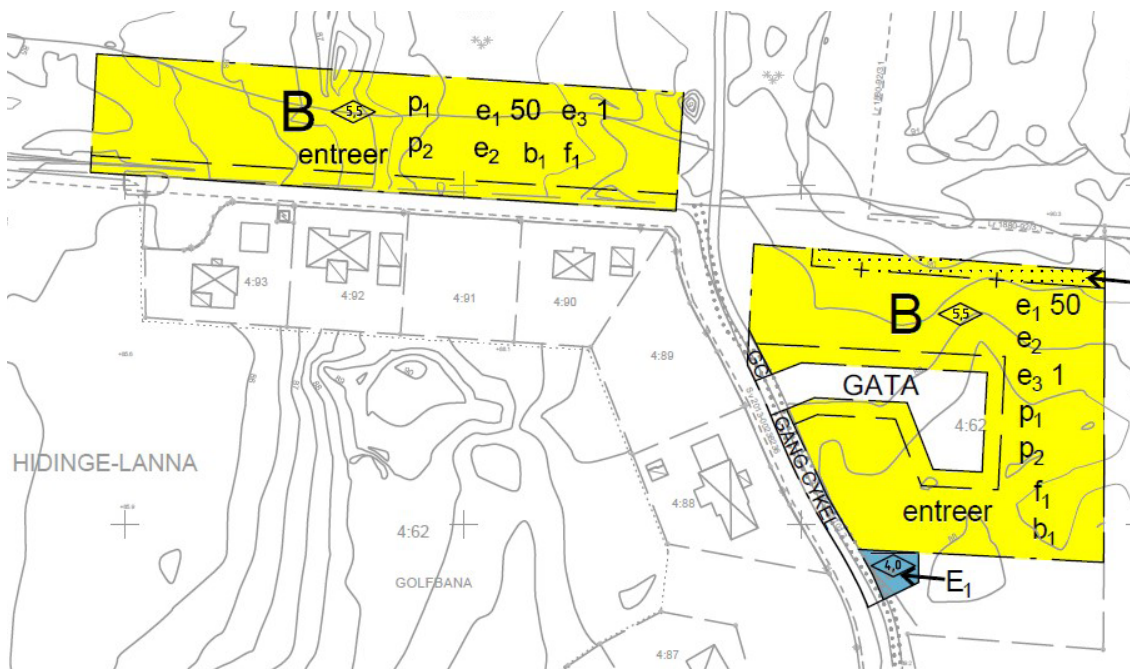 B 5,5 p1 e1 50 e3 1
entreer p2 e2 b1 f1
4:93
4:92
4:91
4:90
4:89
B 5,5 e1 50
e2
e3 1
GC
GATA
p1
4:62
p2
GÅNG CYKEL
HIDINGE-LANNA
f1
entreer
4:88
b1
4:62
4,0
GOLFBANA
E1
4:87